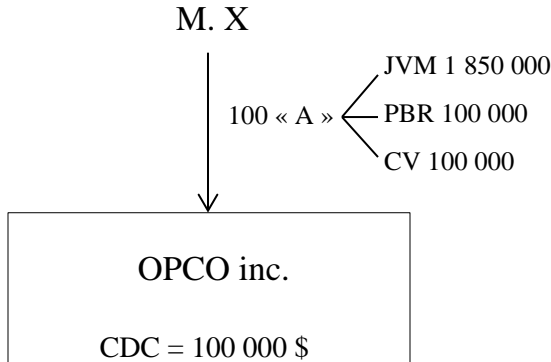 M. X
JVM 1 850 000
100 « A »
PBR 100 000
CV 100 000
OPCO inc.
CDC = 100 000 $